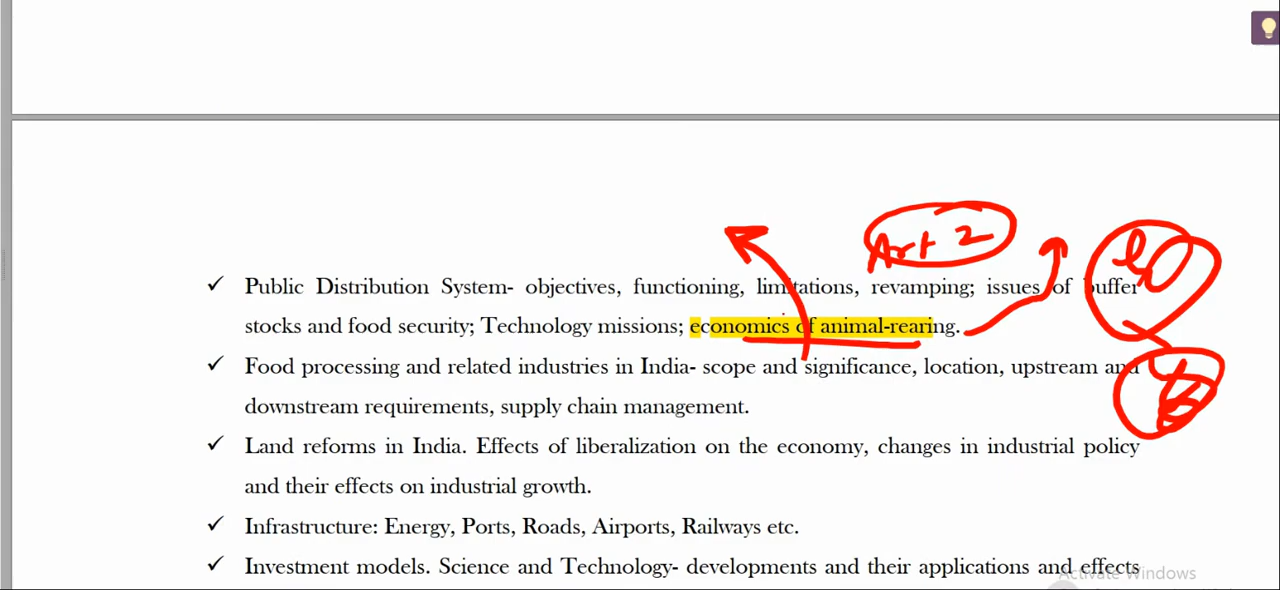 Art 2
✓ Public Distribution System- objectives, functioning, limitations, revamping; issues of buffer
stocks and food security; Technology missions; economics of animal-rearing.
✓ Food processing and related industries in India- scope and significance, location, upstream and
downstream requirements, supply chain management.
✓ Land reforms in India. Effects of liberalization on the economy, changes in industrial policy
and their effects on industrial growth.
✓ Infrastructure: Energy, Ports, Roads, Airports, Railways etc.
✓ Investment models. Science and Technology- developments and their applications and effects
Activate Windows